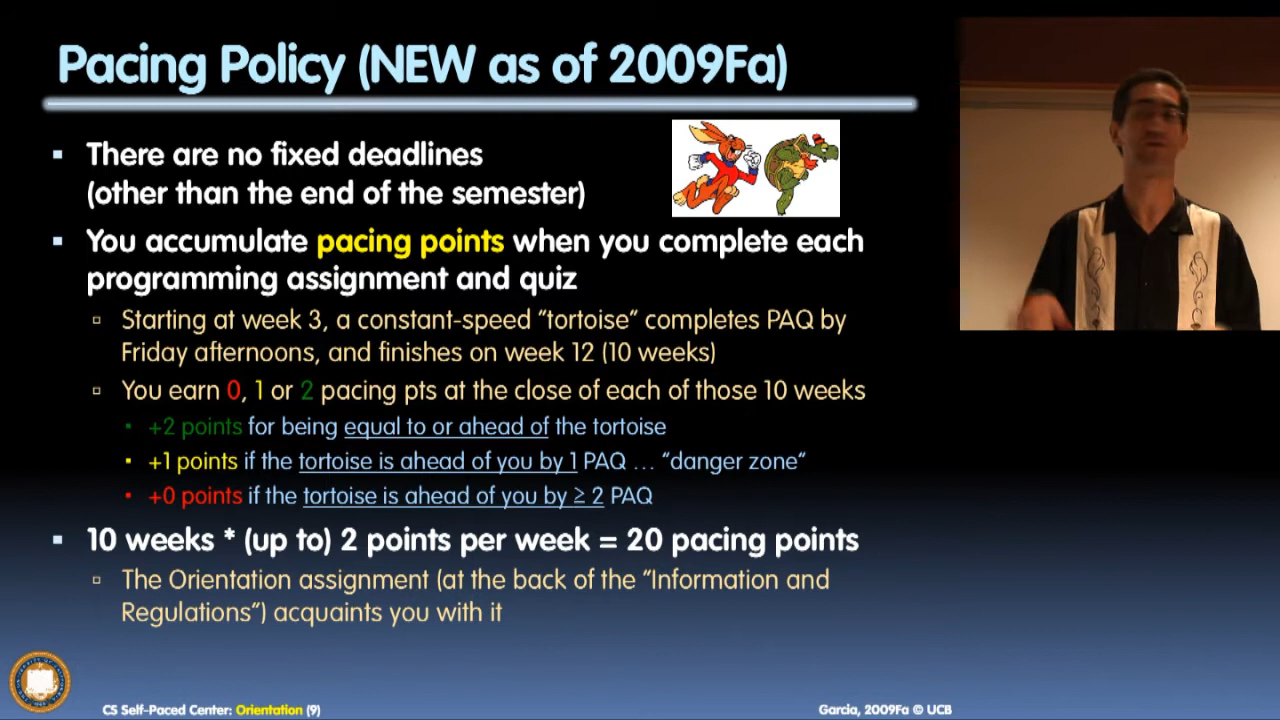 Pacing Policy (NEW as of 2009Fa)
There are no fixed deadlines
(other than the end of the semester)
You accumulate pacing points when you complete each
programming assignment and quiz
Starting at week 3, a constant-speed “tortoise” completes PAQ by
Friday afternoons, and finishes on week 12 (10 weeks)
You earn 0, 1 or 2 pacing pts at the close of each of those 10 weeks
+2 points for being equal to or ahead of the tortoise
+1 points if the tortoise is ahead of you by 1 PAQ … “danger zone“
+0 points if the tortoise is ahead of you by ≥ 2 PAQ
10 weeks * (up to) 2 points per week = 20 pacing points
The Orientation assignment (at the back of the “Information and
Regulations”) acquaints you with it
CS Self-Paced Center: Orientation (9)
Garcia, 2009Fa © UCB